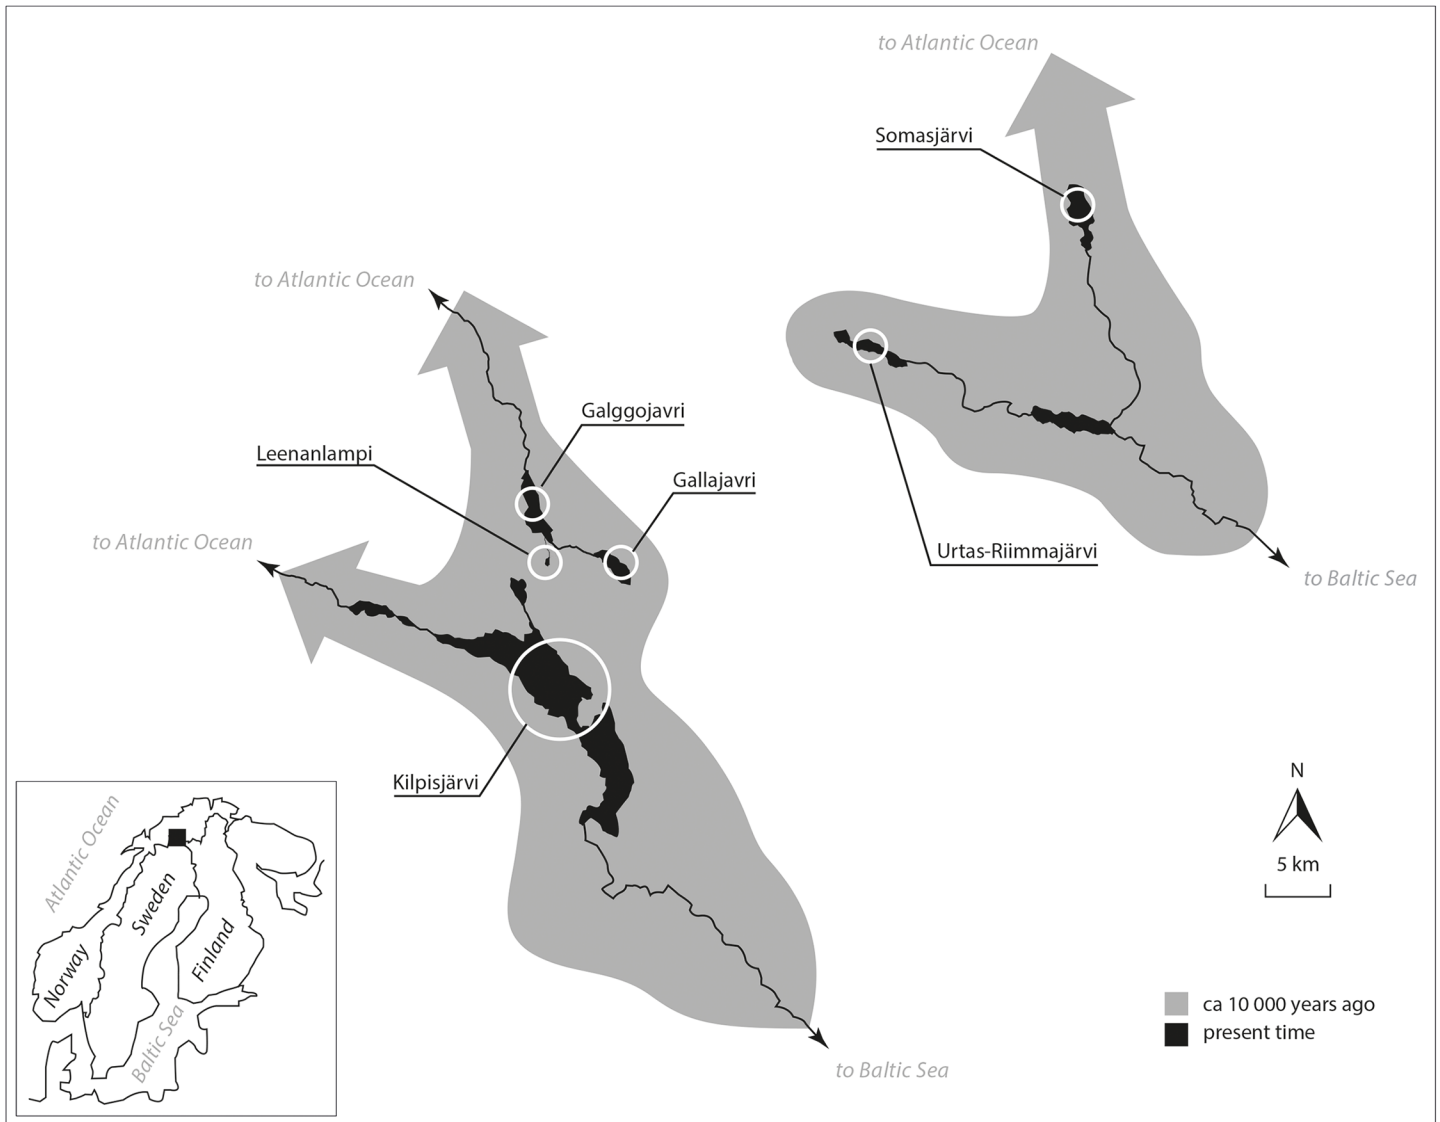 to Atlantic Ocean
Somasjärvi
to Atlantic Ocean
Galggojavri
Leenanlampi
Gallajavri
to Atlantic Ocean
Urtas-Riimmajärvi
to Baltic Sea
Kilpisjärvi
N
5 km
Atlantic Ocean
Sweden
Finland
Norway
Baltic Sea
ca 10 000 years ago
present time
to Baltic Sea